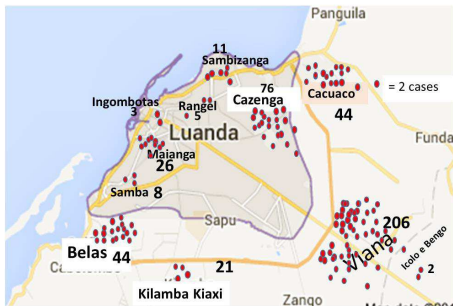 Panguila
11
Sambizanga
76
Cazenga
Cacuaco
= 2 cases
44
Ingombotas
3
Rangel
5
Luanda
Funda
Maianga
26
Samba 8
Sapu
206
Viana
Icolo e Bengo
2
Belas
44
21
Kilamba Kiaxi
Zango